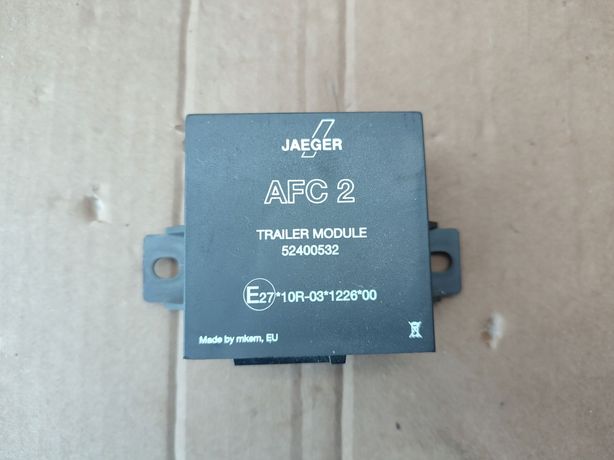 JAEGER
AFC 2
TRAILER MODULE
52400532
E27*10R-03*1226*00
Made by mkem, EU